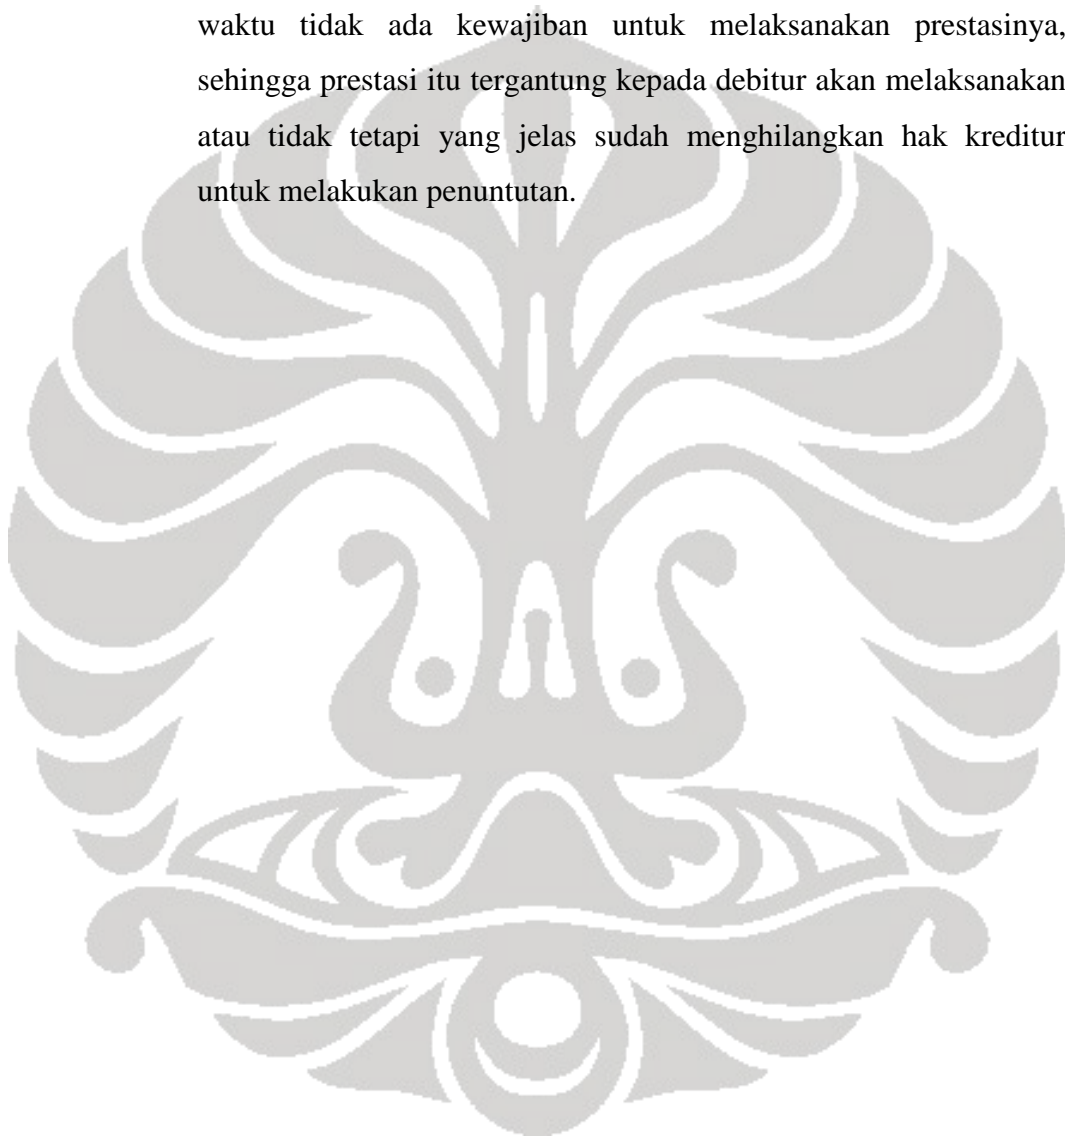 waktu tidak ada kewajiban untuk melaksanakan prestasinya,
sehingga prestasi itu tergantung kepada debitur akan melaksanakan
atau tidak tetapi yang jelas sudah menghilangkan hak kreditur
untuk melakukan penuntutan.